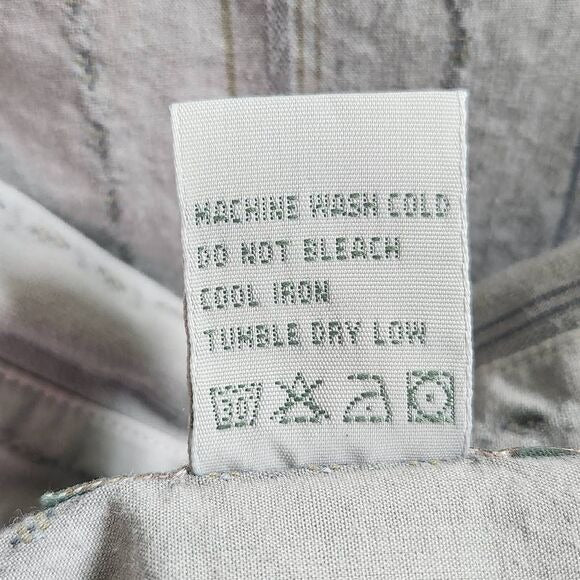 MACHINE WASH COLD
DO NOT BLEACH
COOL IRON
TUMBLE DRY LOW
30